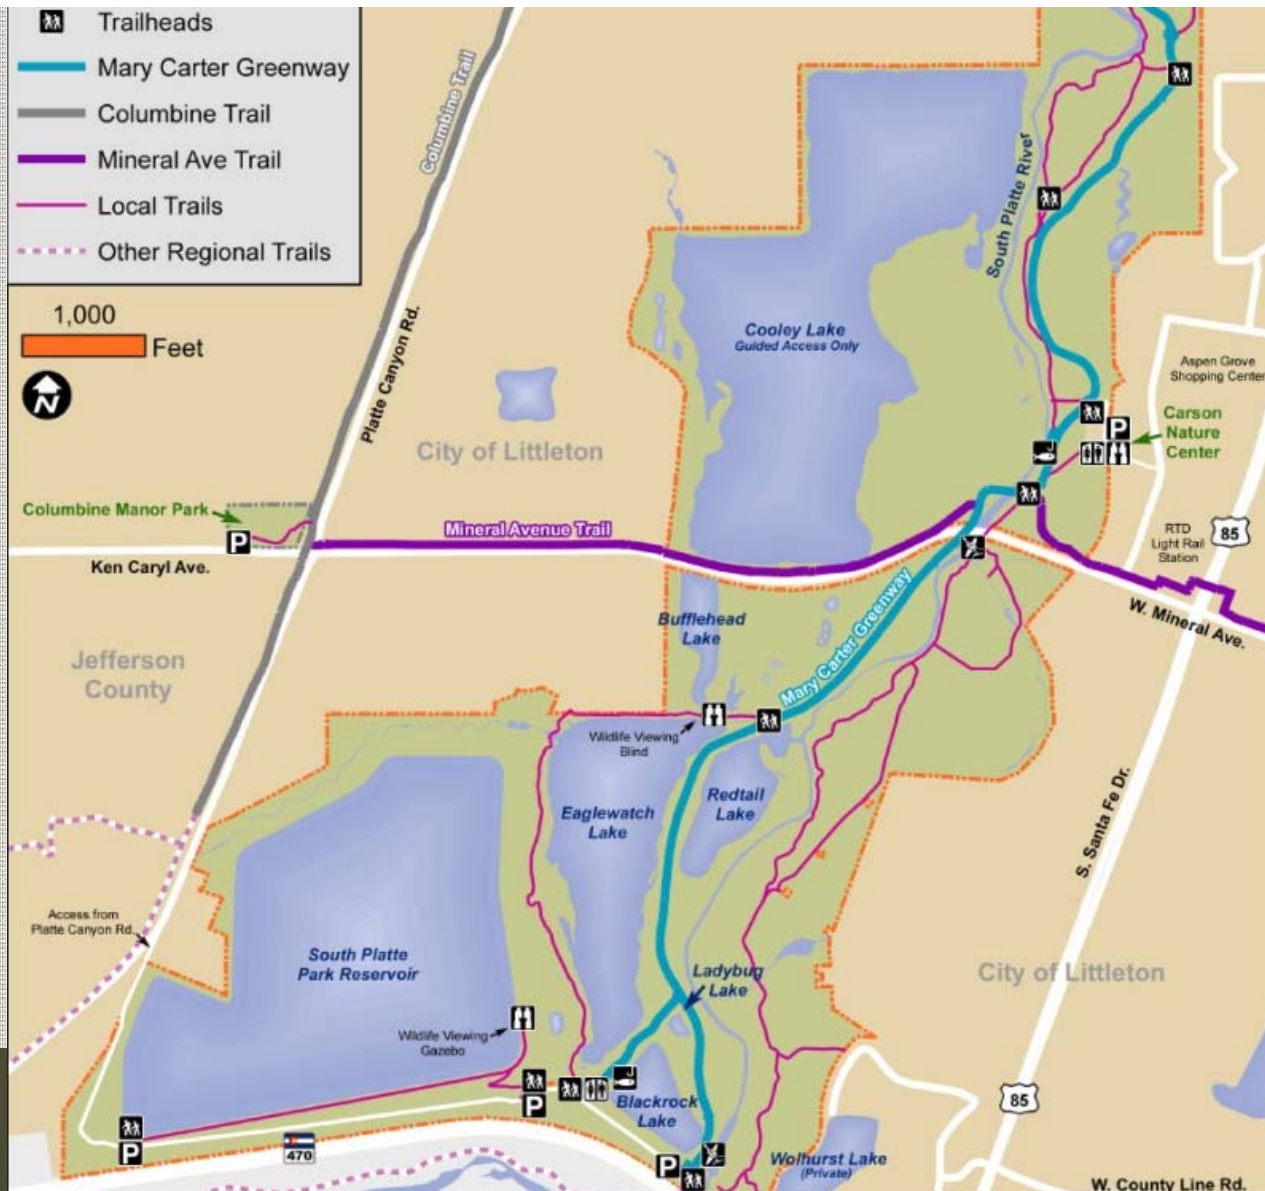 Trailheads
Mary Carter Greenway
Columbine Trail
Mineral Ave Trail
Local Trails
Other Regional Trails
1,000
Feet
N
Columbine Trail
Platte Canyon Rd.
South Platte River
Cooley Lake
Guided Access Only
Aspen Grove
Shopping Center
Carson
Nature
Center
P
City of Littleton
Columbine Manor Park
P
Mineral Avenue Trail
Ken Caryl Ave.
RTD
Light Rail
Station
85
W. Mineral Ave.
Bufflehead
Lake
Mary Carter Greenway
Jefferson
County
Wildlife Viewing
Blind
Redtail
Lake
Eaglewatch
Lake
S. Santa Fe Dr.
Access from
Platte Canyon Rd.
South Platte
Park Reservoir
Ladybug
Lake
City of Littleton
Wildlife Viewing
Gazebo
P
Blackrock
Lake
85
P
470
P
Wolhurst Lake
(Private)
W. County Line Rd.